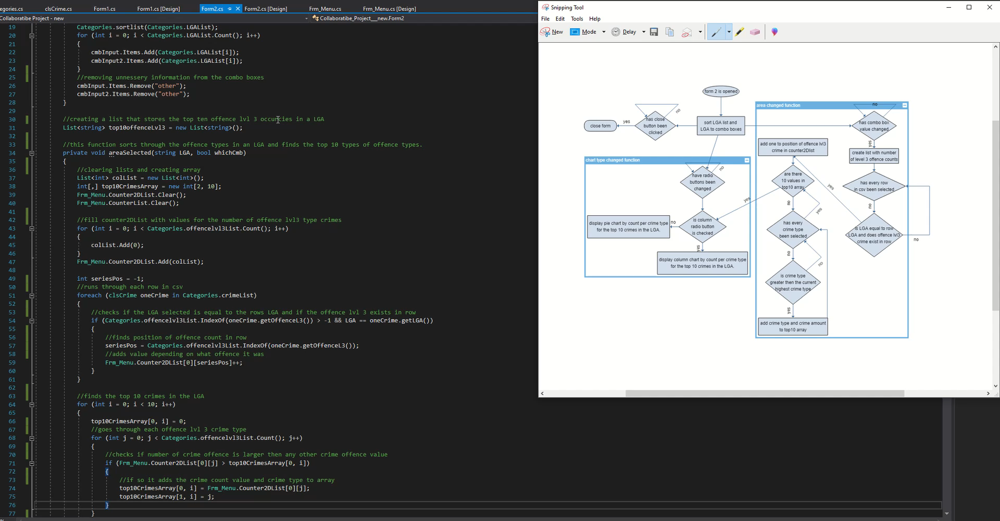 egories.cs
clsCrime.cs
Form1.cs
Form1.cs [Design]
Form2.cs
Form2.cs [Design]
Frm_Menu.cs
Frm_Menu.cs [Design]
Collaboratibe Project - new
Collaboratibe_Project___new.Form2
19 Categories.sortlist(Categories.LGAList);
20 for (int i = 0; i < Categories.LGAList.Count(); i++)
21 {
22 cmbInput.Items.Add(Categories.LGAList[i]);
23 cmbInput2.Items.Add(Categories.LGAList[i]);
24 }
25 //removing unnessery information from the combo boxes
26 cmbInput.Items.Remove("other");
27 cmbInput2.Items.Remove("other");
28 }
29
30 //creating a list that stores the top ten offence lvl 3 occurcies in a LGA
31 List<string> top10offenceLvl3 = new List<string>();
32
33 //this function sorts through the offence types in an LGA and finds the top 10 types of offence types.
34 private void areaSelected(string LGA, bool whichCmb)
35 {
36 //clearing lists and creating array
37 List<int> colList = new List<int>();
38 int[,] top10CrimesArray = new int[2, 10];
39 Frm_Menu.Counter2DList.Clear();
40 Frm_Menu.CounterList.Clear();
41
42 //fill counter2DList with values for the number of offence lvl3 type crimes
43 for (int i = 0; i < Categories.offencelvl3List.Count(); i++)
44 {
45 colList.Add(0);
46 }
47 Frm_Menu.Counter2DList.Add(colList);
48
49 int seriesPos = -1;
50 //runs through each row in csv
51 foreach (clsCrime oneCrime in Categories.crimeList)
52 {
53 //checks if the LGA selected is equal to the rows LGA and if the offence lvl 3 exists in row
54 if (Categories.offencelvl3List.IndexOf(oneCrime.getOffenceL3()) > -1 && LGA == oneCrime.getLGA())
55 {
56 //finds position of offence count in row
57 seriesPos = Categories.offencelvl3List.IndexOf(oneCrime.getOffenceL3());
58 //adds value depending on what offence it was
59 Frm_Menu.Counter2DList[0][seriesPos]++;
60 }
61 }
62
63 //finds the top 10 crimes in the LGA
64 for (int i = 0; i < 10; i++)
65 {
66 top10CrimesArray[0, i] = 0;
67 //goes through each offence lvl 3 crime type
68 for (int j = 0; j < Categories.offencelvl3List.Count(); j++)
69 {
70 //checks if number of crime offence is larger then any other crime offence value
71 if (Frm_Menu.Counter2DList[0][j] > top10CrimesArray[0, i])
72 {
73 //if so it adds the crime count value and crime type to array
74 top10CrimesArray[0, i] = Frm_Menu.Counter2DList[0][j];
75 top10CrimesArray[1, i] = j;
76 }
77 }
Snipping Tool
File Edit Tools Help
New Mode Delay
form 2 is opened
sort LGA list and
LGA to combo boxes
has close
button been
clicked
no
yes
close form
chart type changed function
have radio
buttons been
changed
no
is column
radio button
is checked
no
display pie chart by count per crime type
for the top 10 crimes in the LGA.
yes
display column chart by count per crime type
for the top 10 crimes in the LGA.
area changed function
no
has combo box
value changed
yes
create list with number
of level 3 offence counts
has every row
in csv been selected
no
is LGA equal to row
LGA and does offence lvl3
crime exist in row
no
yes
add one to position of offence lvl3
crime in counter2Dlist
are there
10 values in
top10 array
yes
no
has every
crime type
been selected
yes
no
is crime type
greater then the current
highest crime type
no
yes
add crime type and crime amount
to top10 array